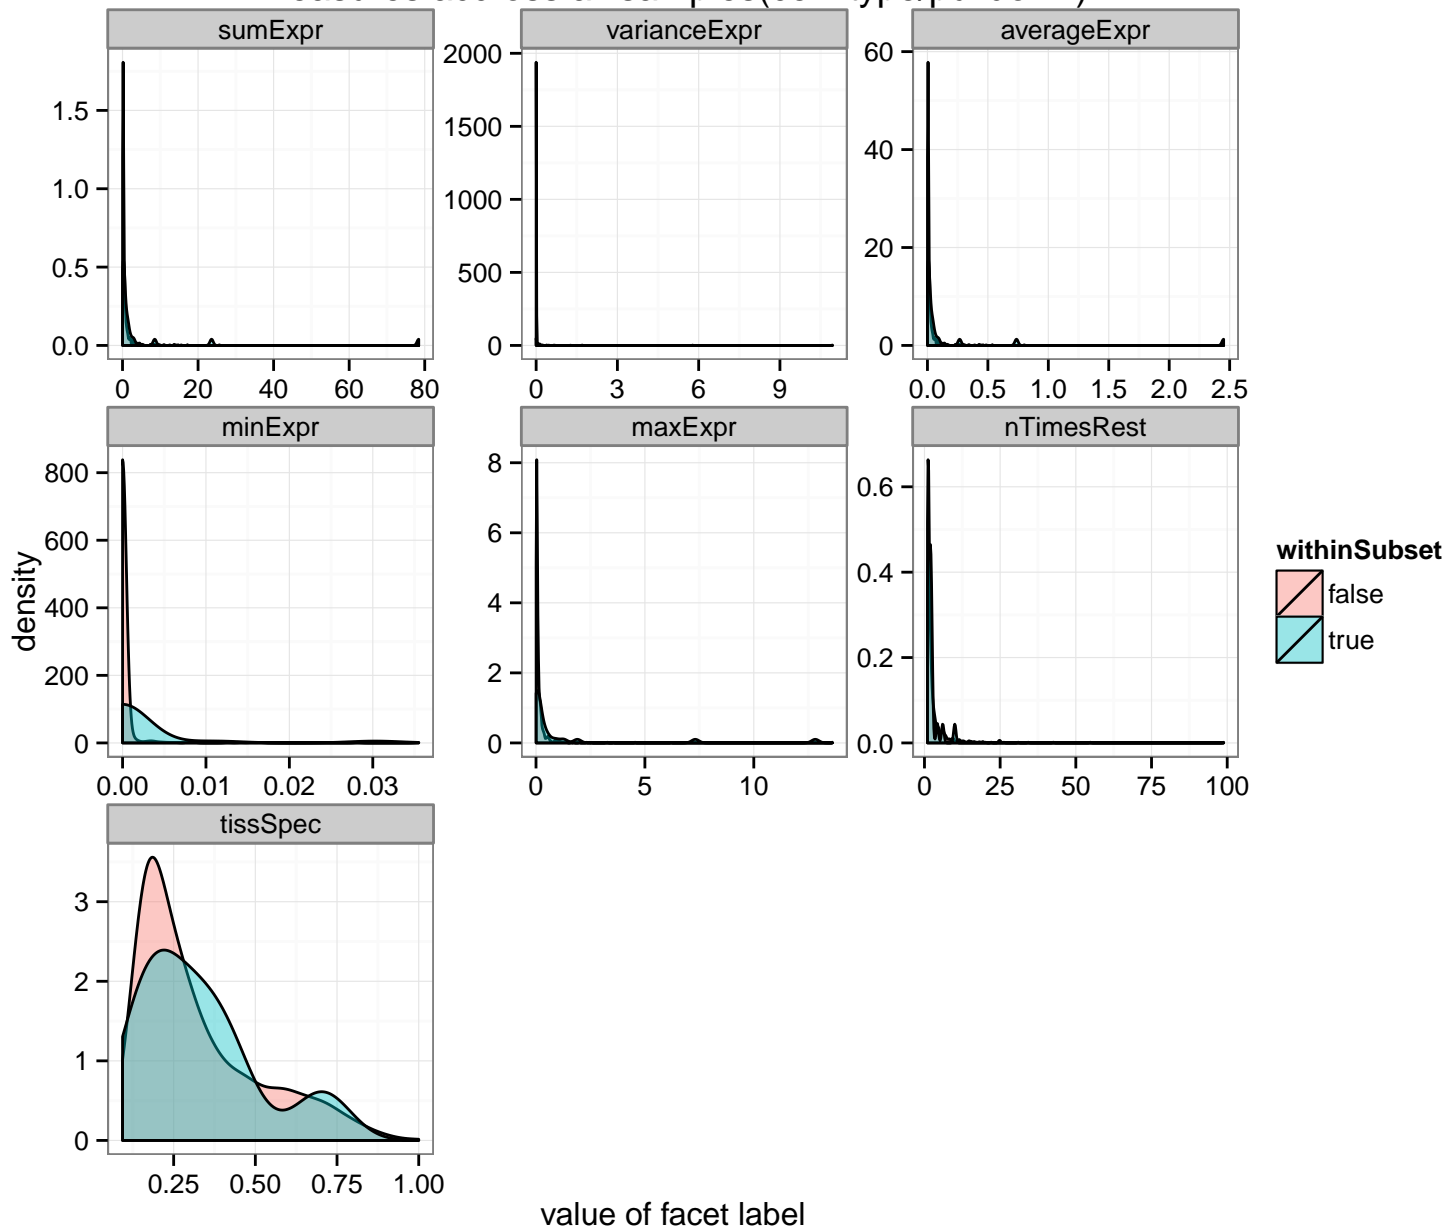 sumExpr varianceExpr averageExpr
2000 60
1.5 1500
1.0 1000 40
0.5 500 20
0.0 0 0
0 20 40 60 80 0 3 6 9 0.0 0.5 1.0 1.5 2.0 2.5
minExpr maxExpr nTimesRest
800 8 0.6
600 6
400 4 0.4
200 2 0.2
0 0 0.0
0.00 0.01 0.02 0.03 0 5 10 0 25 50 75 100
density
withinSubset
false
true
tissSpec
3
2
1
0
0.25 0.50 0.75 1.00
value of facet label